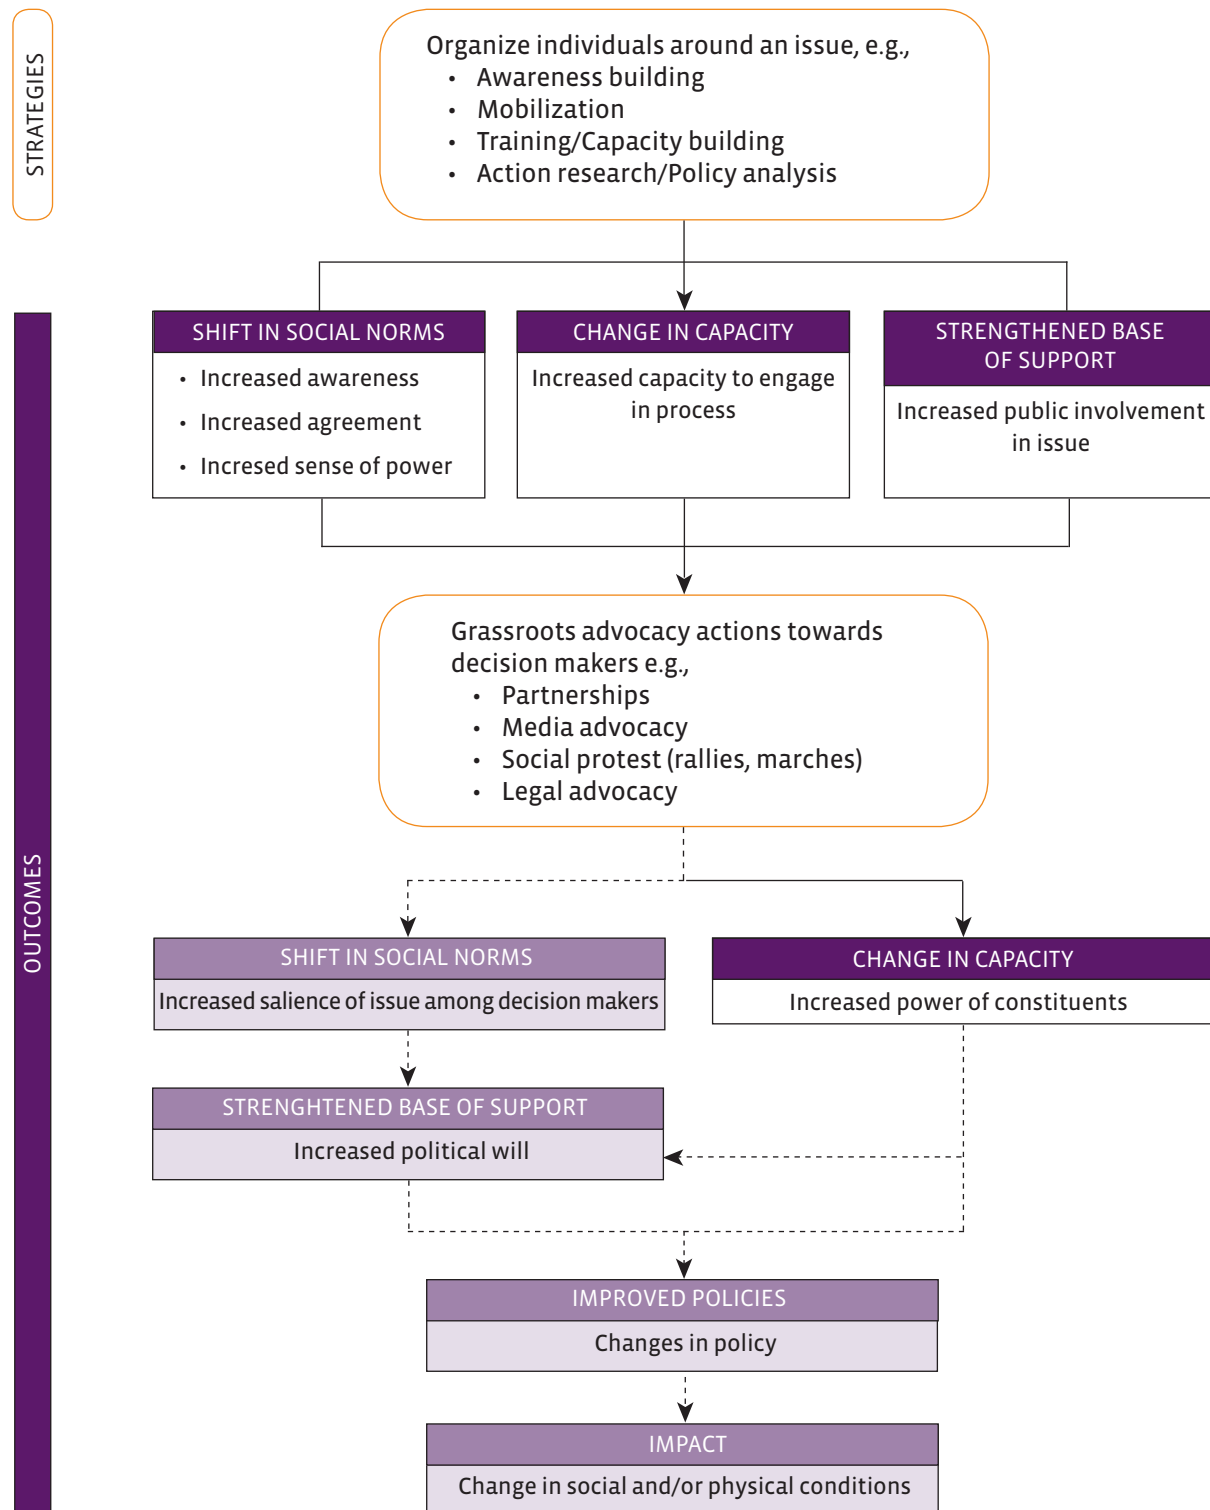 STRATEGIES
Organize individuals around an issue, e.g.,
• Awareness building
• Mobilization
• Training/Capacity building
• Action research/Policy analysis
OUTCOMES
SHIFT IN SOCIAL NORMS
• Increased awareness
• Increased agreement
• Incresed sense of power
CHANGE IN CAPACITY
Increased capacity to engage
in process
STRENGTHENED BASE
OF SUPPORT
Increased public involvement
in issue
Grassroots advocacy actions towards
decision makers e.g.,
• Partnerships
• Media advocacy
• Social protest (rallies, marches)
• Legal advocacy
SHIFT IN SOCIAL NORMS
Increased salience of issue among decision makers
CHANGE IN CAPACITY
Increased power of constituents
STRENGHTENED BASE OF SUPPORT
Increased political will
IMPROVED POLICIES
Changes in policy
IMPACT
Change in social and/or physical conditions